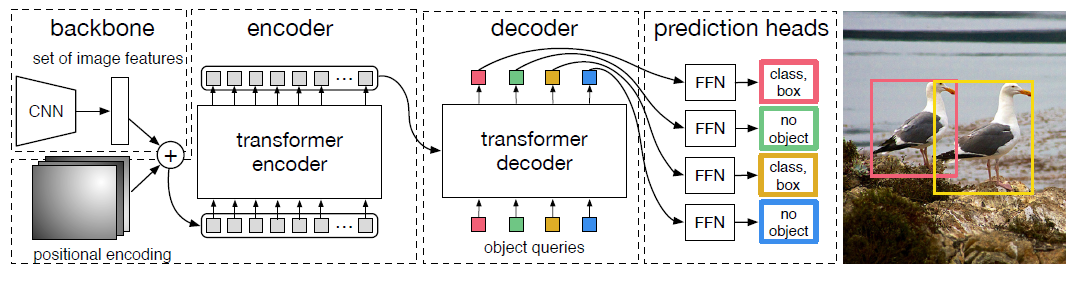 backbone
set of image features
CNN
+
positional encoding
encoder
...
transformer
encoder
...
decoder
transformer
decoder
object queries
prediction heads
FFN
class,
box
FFN
no
object
FFN
class,
box
FFN
no
object